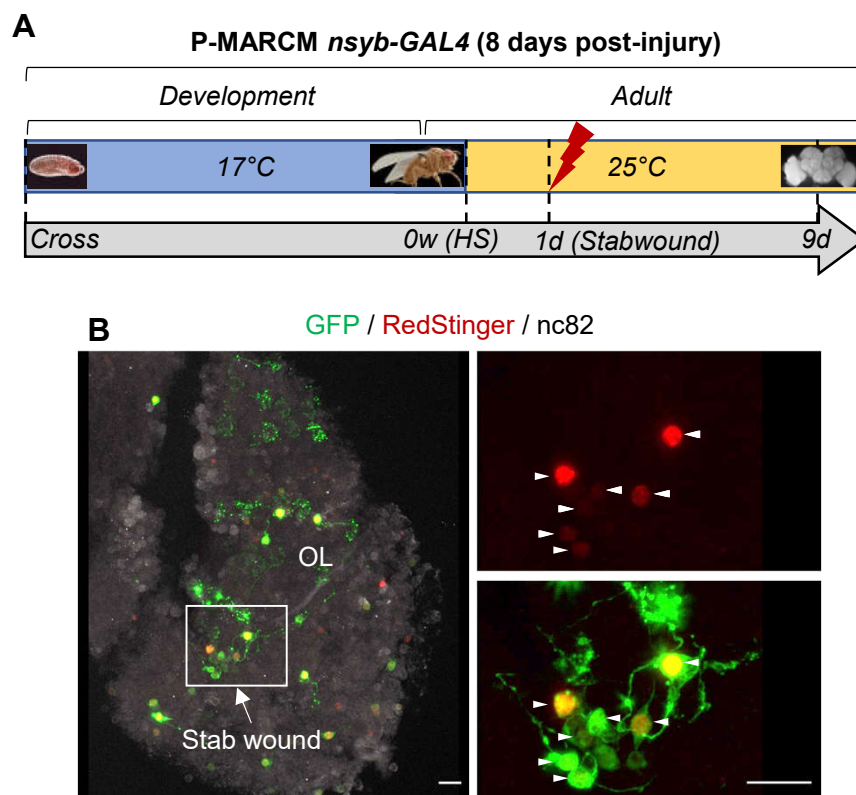 A
P-MARCM nsyb-GAL4 (8 days post-injury)
Development Adult
17°C 25°C
Cross 0w (HS) 1d (Stabwound) 9d
B
GFP / RedStinger / nc82
OL
Stab wound